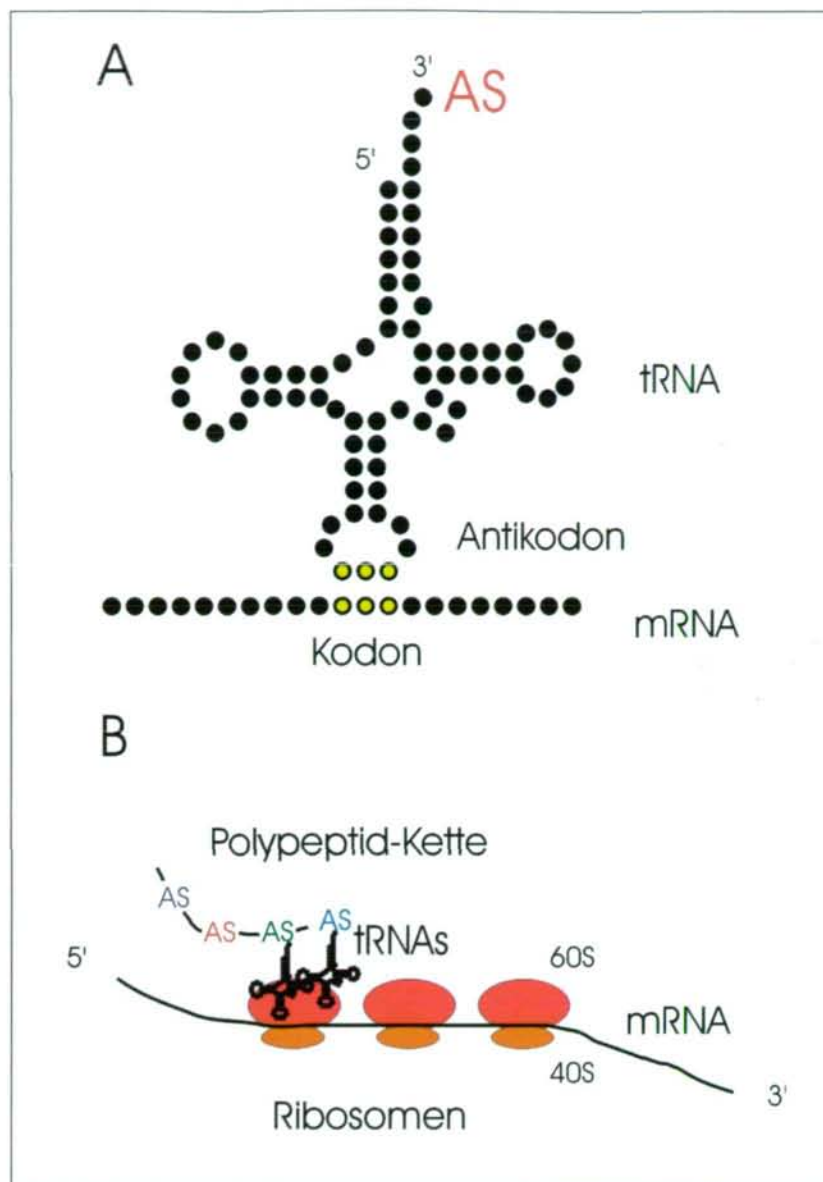 A
3'
AS
5'
tRNA
Antikodon
mRNA
Kodon
B
Polypeptid-Kette
AS
AS
AS
AS
tRNAs
5'
60S
mRNA
40S
3'
Ribosomen